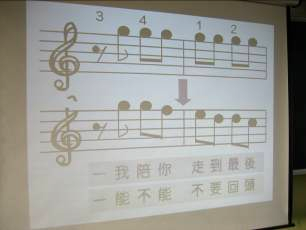 3 4 1 2
一 我 陪 你 走 到 最 後
一 能 不 能 不 要 回 頭